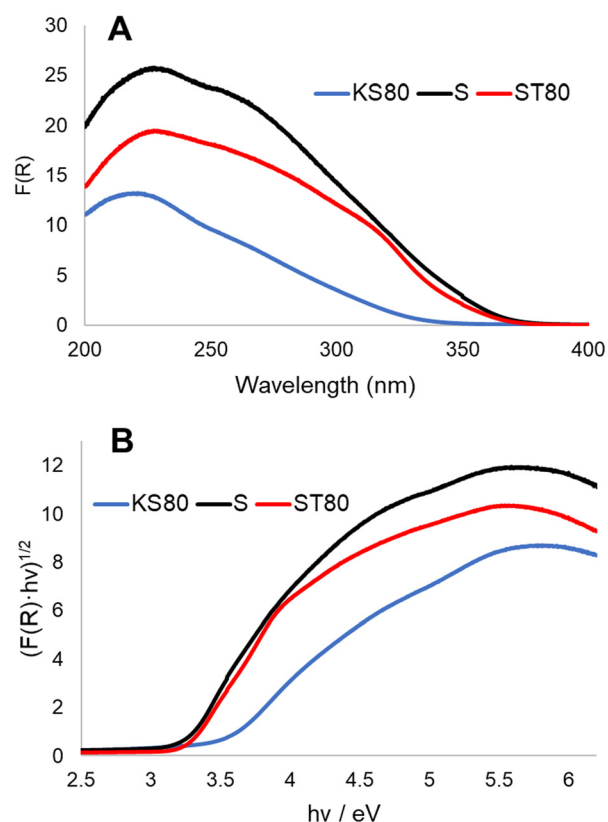 A
30
25
20
15
10
5
0
F(R)
KS80 S ST80
200 250 300 350 400
Wavelength (nm)
B
12
10
8
6
4
2
0
(F(R)·hν)1/2
KS80 S ST80
2.5 3 3.5 4 4.5 5 5.5 6
hν / eV